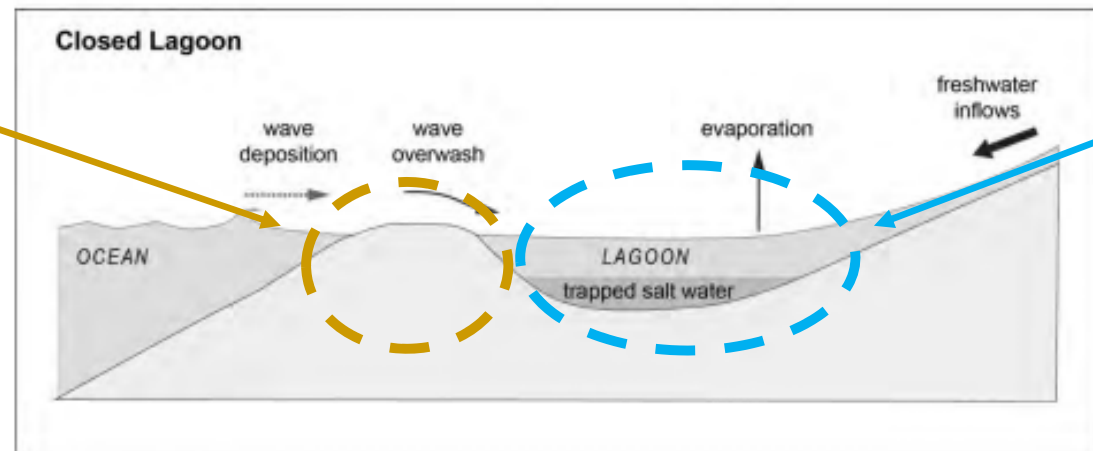 Closed Lagoon
freshwater
inflows
wave
deposition
wave
overwash
evaporation
OCEAN
LAGOON
trapped salt water